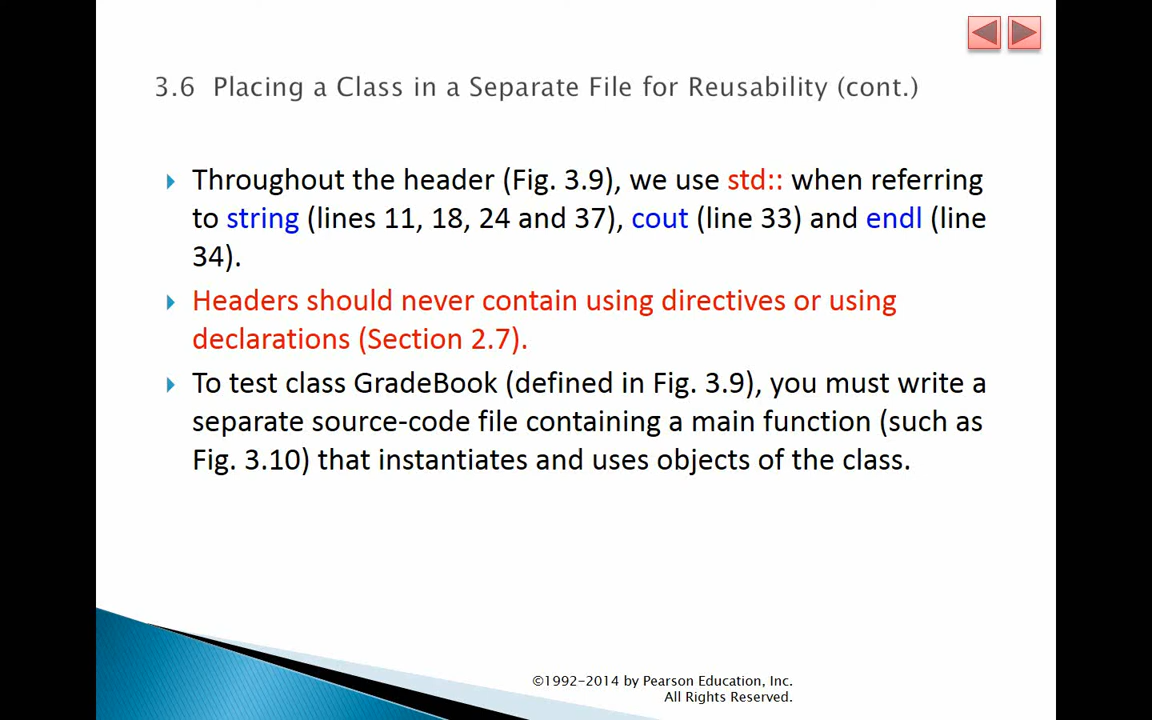 3.6 Placing a Class in a Separate File for Reusability (cont.)
Throughout the header (Fig. 3.9), we use std:: when referring
to string (lines 11, 18, 24 and 37), cout (line 33) and endl (line
34).
Headers should never contain using directives or using
declarations (Section 2.7).
To test class GradeBook (defined in Fig. 3.9), you must write a
separate source-code file containing a main function (such as
Fig. 3.10) that instantiates and uses objects of the class.
©1992-2014 by Pearson Education, Inc.
All Rights Reserved.